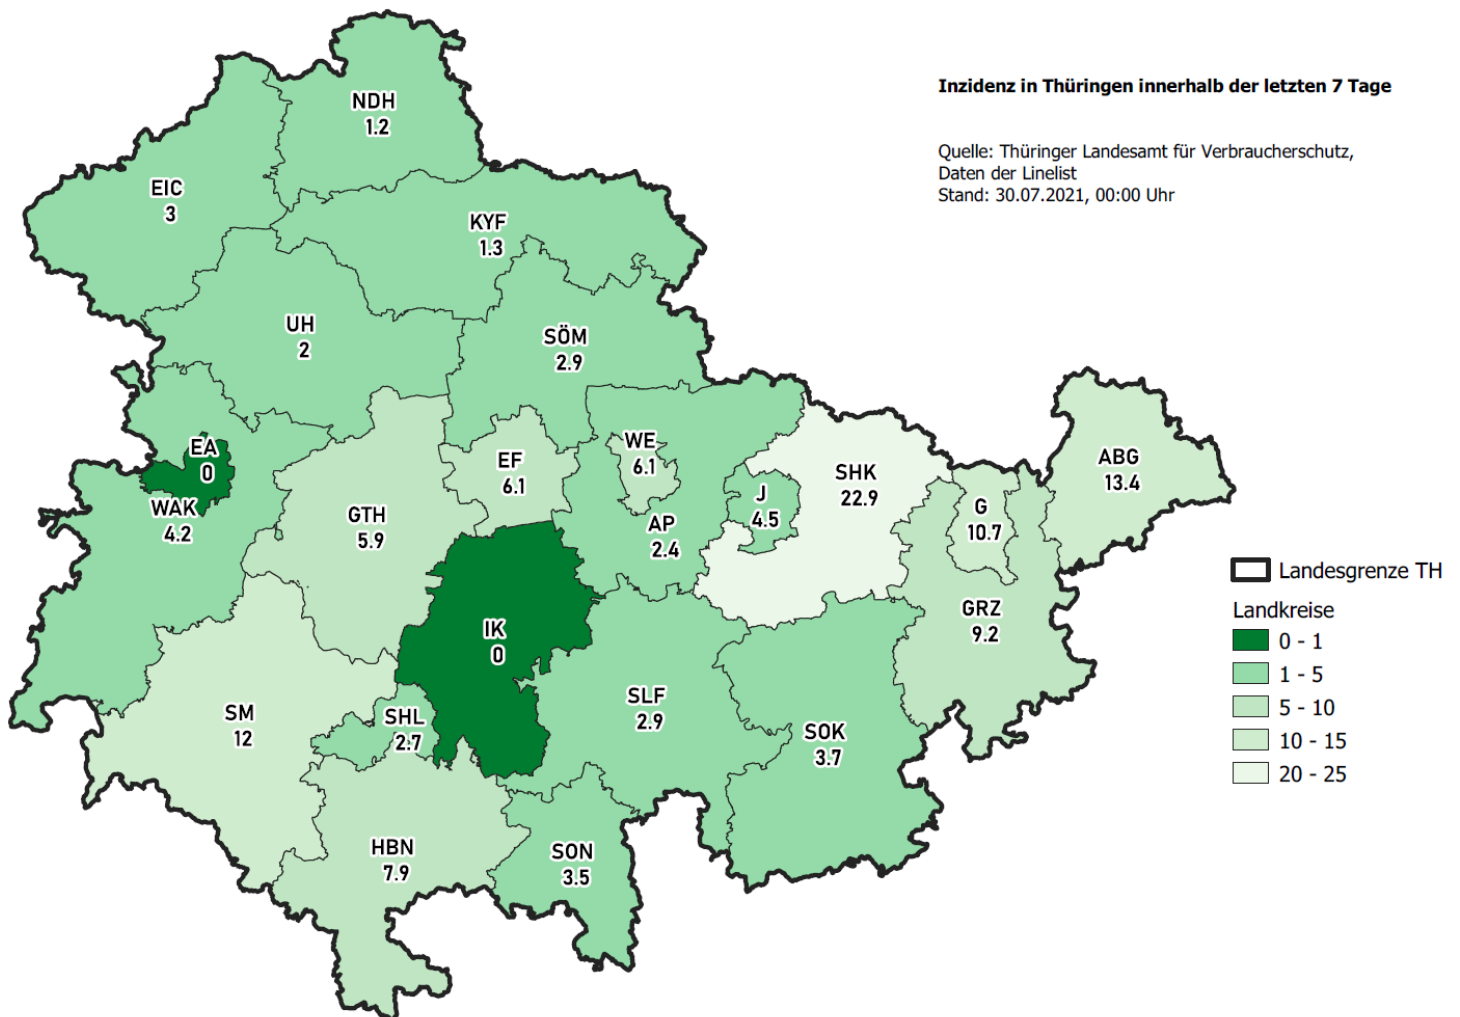 Inzidenz in Thüringen innerhalb der letzten 7 Tage
Quelle: Thüringer Landesamt für Verbraucherschutz,
Daten der Linelist
Stand: 30.07.2021, 00:00 Uhr
NDH
1.2
EIC
3
KYF
1.3
UH
2
SÖM
2.9
EA
0
WAK
4.2
GTH
5.9
EF
6.1
WE
6.1
AP
2.4
J
4.5
SHK
22.9
G
10.7
ABG
13.4
GRZ
9.2
IK
0
SM
12
SHL
2.7
SLF
2.9
SOK
3.7
HBN
7.9
SON
3.5
Landesgrenze TH
Landkreise
0 - 1
1 - 5
5 - 10
10 - 15
20 - 25